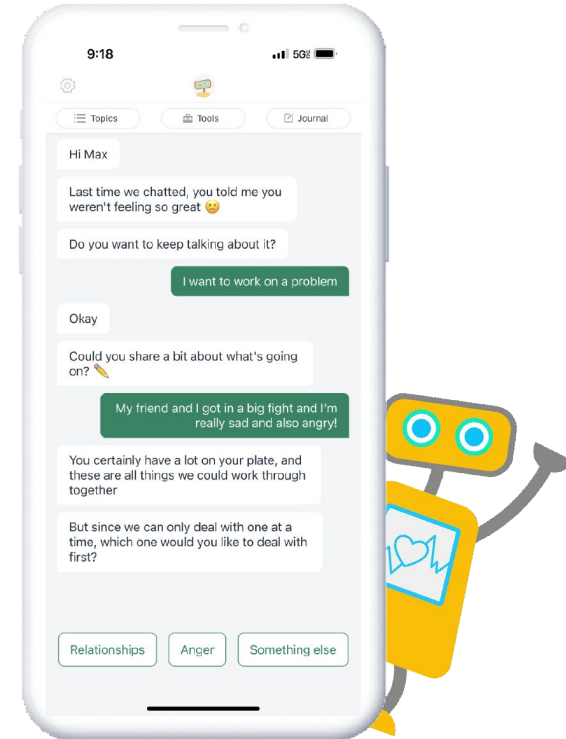 9:18
5G
Topics
Tools
Journal
Hi Max
Last time we chatted, you told me you
weren't feeling so great 😕
Do you want to keep talking about it?
I want to work on a problem
Okay
Could you share a bit about what's going
on? ✏️
My friend and I got in a big fight and I'm
really sad and also angry!
You certainly have a lot on your plate, and
these are all things we could work through
together
But since we can only deal with one at a
time, which one would you like to deal with
first?
Relationships
Anger
Something else